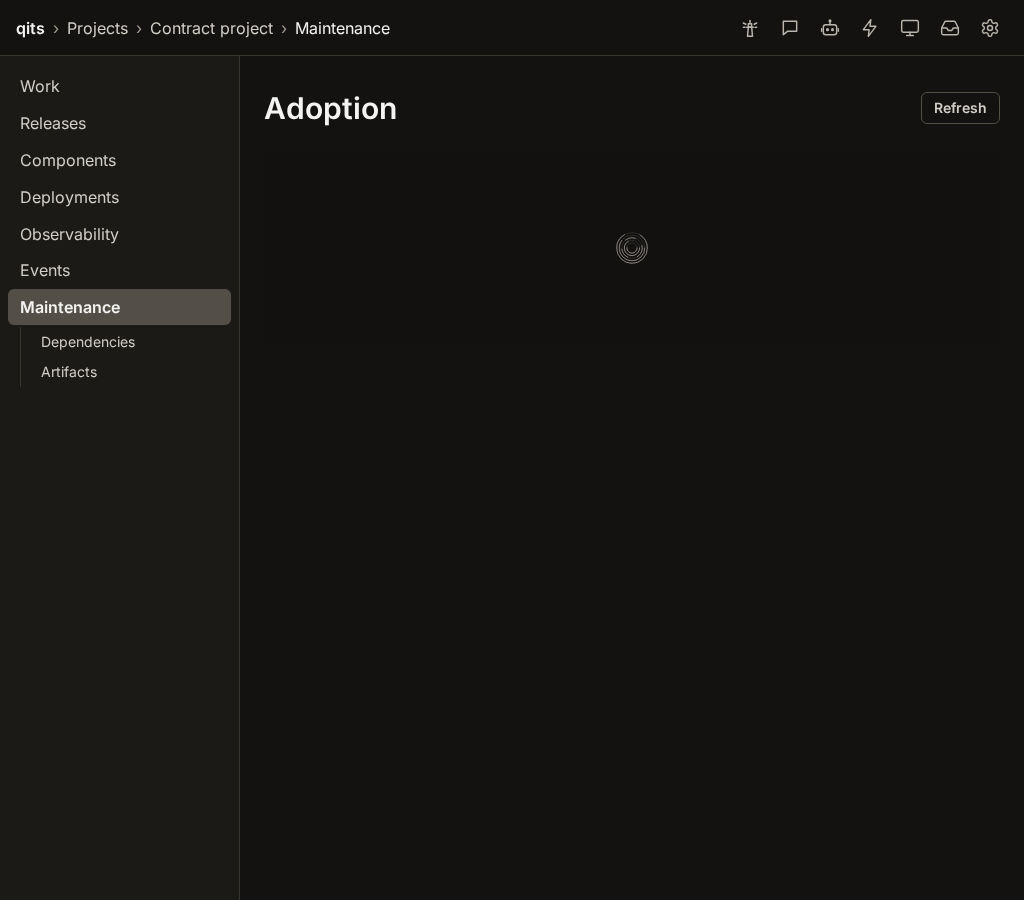 qits › Projects › Contract project › Maintenance
Work
Releases
Components
Deployments
Observability
Events
Maintenance
Dependencies
Artifacts
Adoption
Refresh